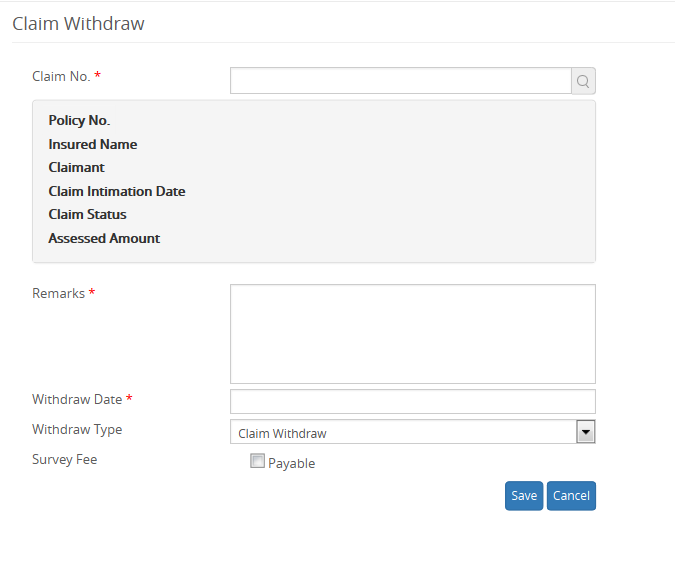 Claim Withdraw
Claim No. *
Policy No.
Insured Name
Claimant
Claim Intimation Date
Claim Status
Assessed Amount
Remarks *
Withdraw Date *
Withdraw Type
Claim Withdraw
Survey Fee
Payable
Save Cancel